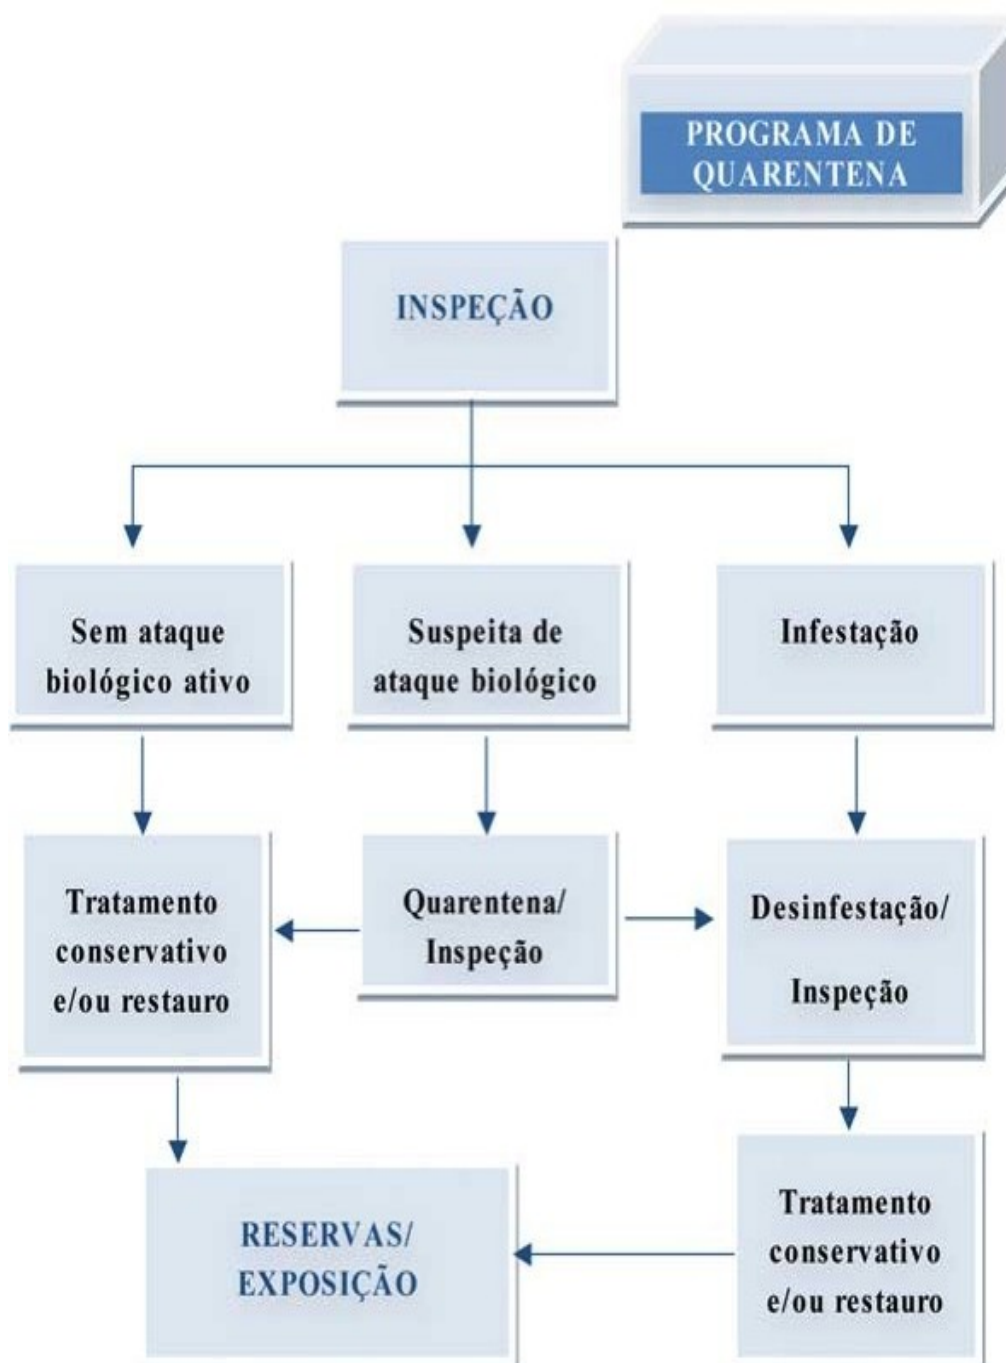 PROGRAMA DE
QUARENTENA
INSPEÇÃO
Sem ataque
biológico ativo
Suspeita de
ataque biológico
Infestação
Tratamento
conservativo
e/ou restauro
Quarentena/
Inspeção
Desinfestação/
Inspeção
RESERVAS/
EXPOSIÇÃO
Tratamento
conservativo
e/ou restauro